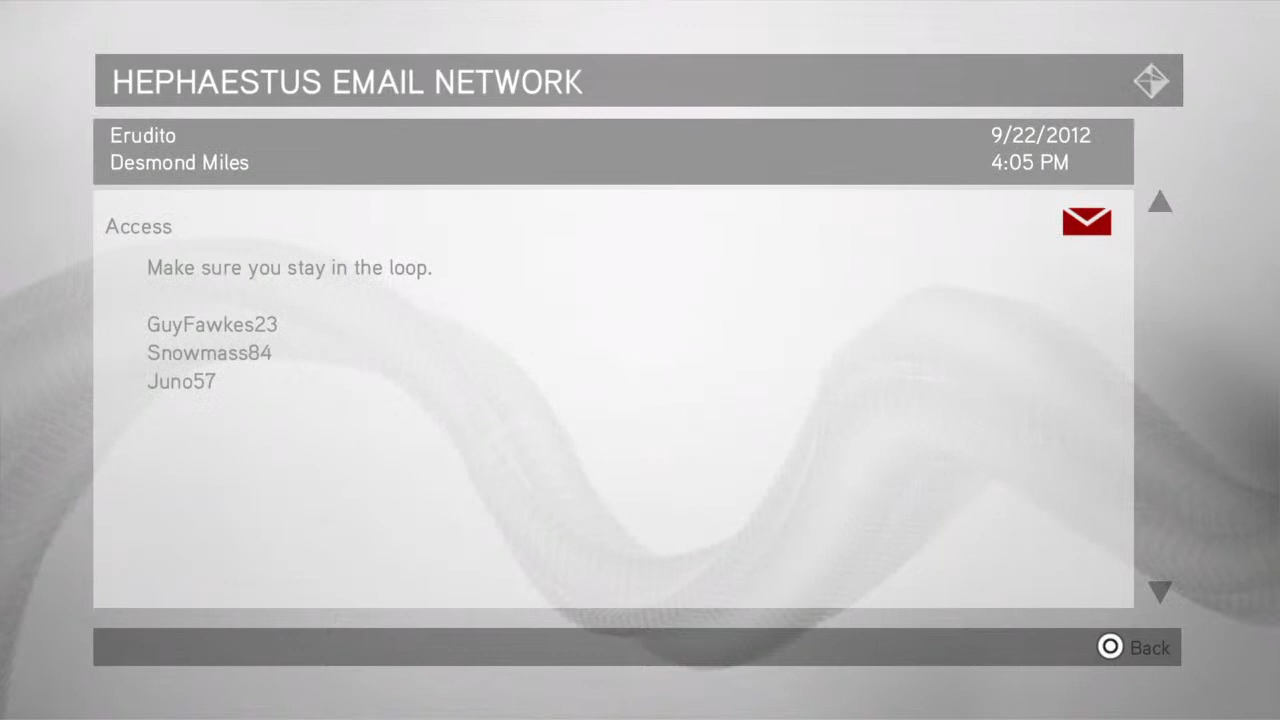 HEPHAESTUS EMAIL NETWORK
Erudito 9/22/2012
Desmond Miles 4:05 PM
Access
Make sure you stay in the loop.
GuyFawkes23
Snowmass84
Juno57
Back